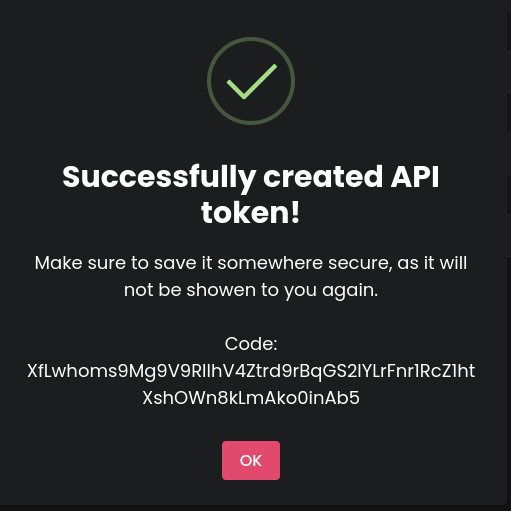 Successfully created API
token!
Make sure to save it somewhere secure, as it will
not be showen to you again.
Code:
XfLwhoms9Mg9V9RIlhV4Ztrd9rBqGS2IYLrFnr1RcZ1ht
XshOWn8kLmAko0inAb5
OK